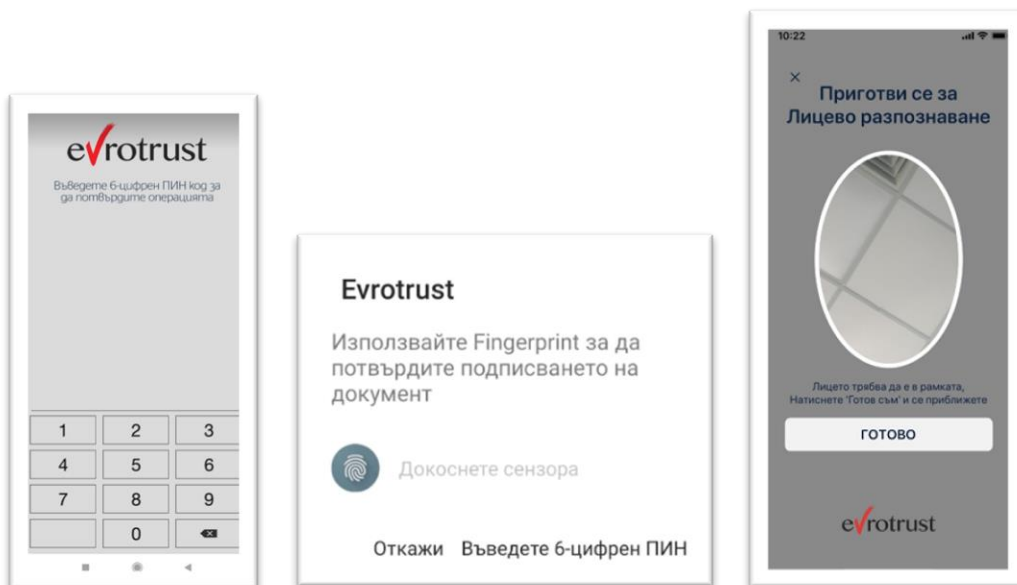 evrotrust
Въведете 6-цифрен ПИН код за
да потвърдите операцията
1 2 3
4 5 6
7 8 9
0
Evrotrust
Използвайте Fingerprint за да
потвърдите подписването на
документ
Докоснете сензора
Откажи Въведете 6-цифрен ПИН
10:22
Приготви се за
Лицево разпознаване
Лицето трябва да е в рамката,
Натиснете 'Готов съм' и се приближете
ГОТОВО
evrotrust